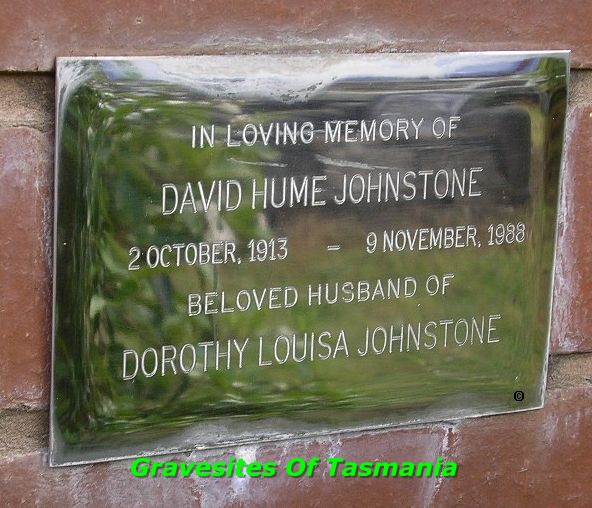 IN LOVING MEMORY OF
DAVID HUME JOHNSTONE
2 OCTOBER, 1913 – 9 NOVEMBER, 1988
BELOVED HUSBAND OF
DOROTHY LOUISA JOHNSTONE
©
Gravesites Of Tasmania